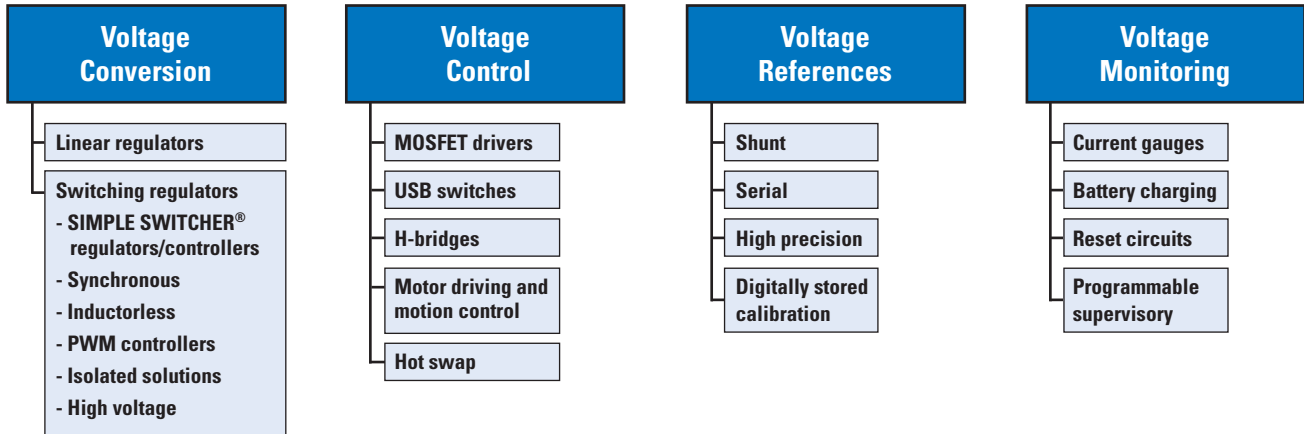 Voltage
Conversion
Linear regulators
Switching regulators
- SIMPLE SWITCHER®
regulators/controllers
- Synchronous
- Inductorless
- PWM controllers
- Isolated solutions
- High voltage
Voltage
Control
MOSFET drivers
USB switches
H-bridges
Motor driving and
motion control
Hot swap
Voltage
References
Shunt
Serial
High precision
Digitally stored
calibration
Voltage
Monitoring
Current gauges
Battery charging
Reset circuits
Programmable
supervisory